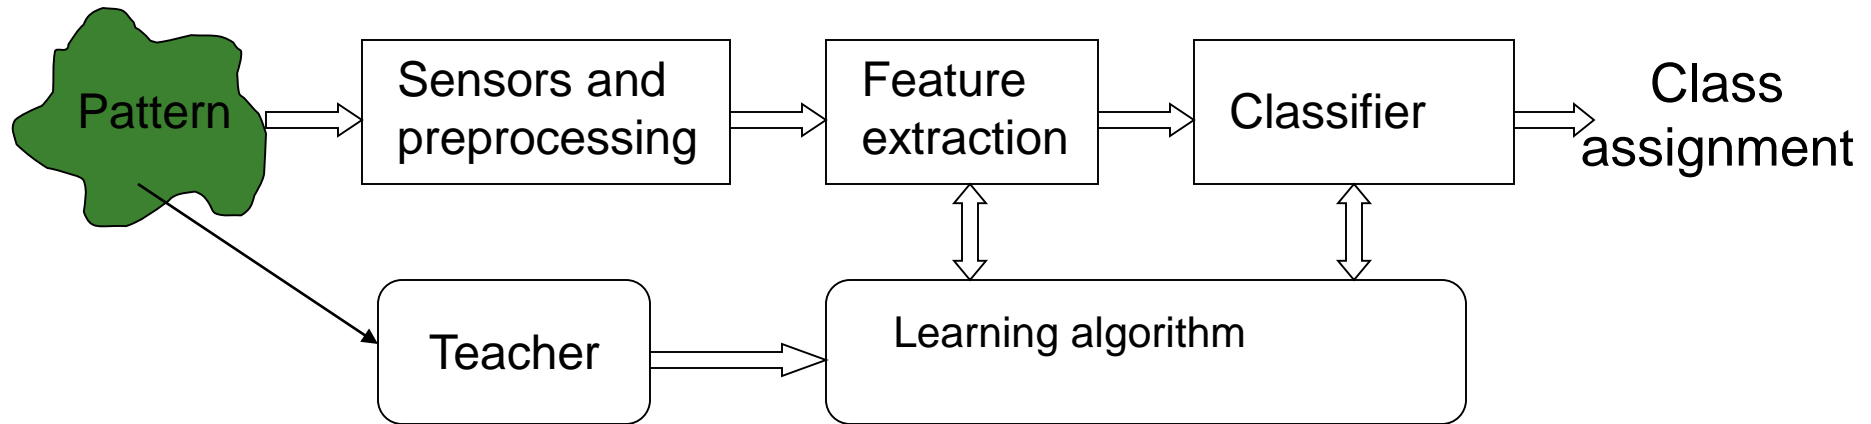 Pattern
Sensors and
preprocessing
Feature
extraction
Classifier
Class
assignment
Teacher
Learning algorithm